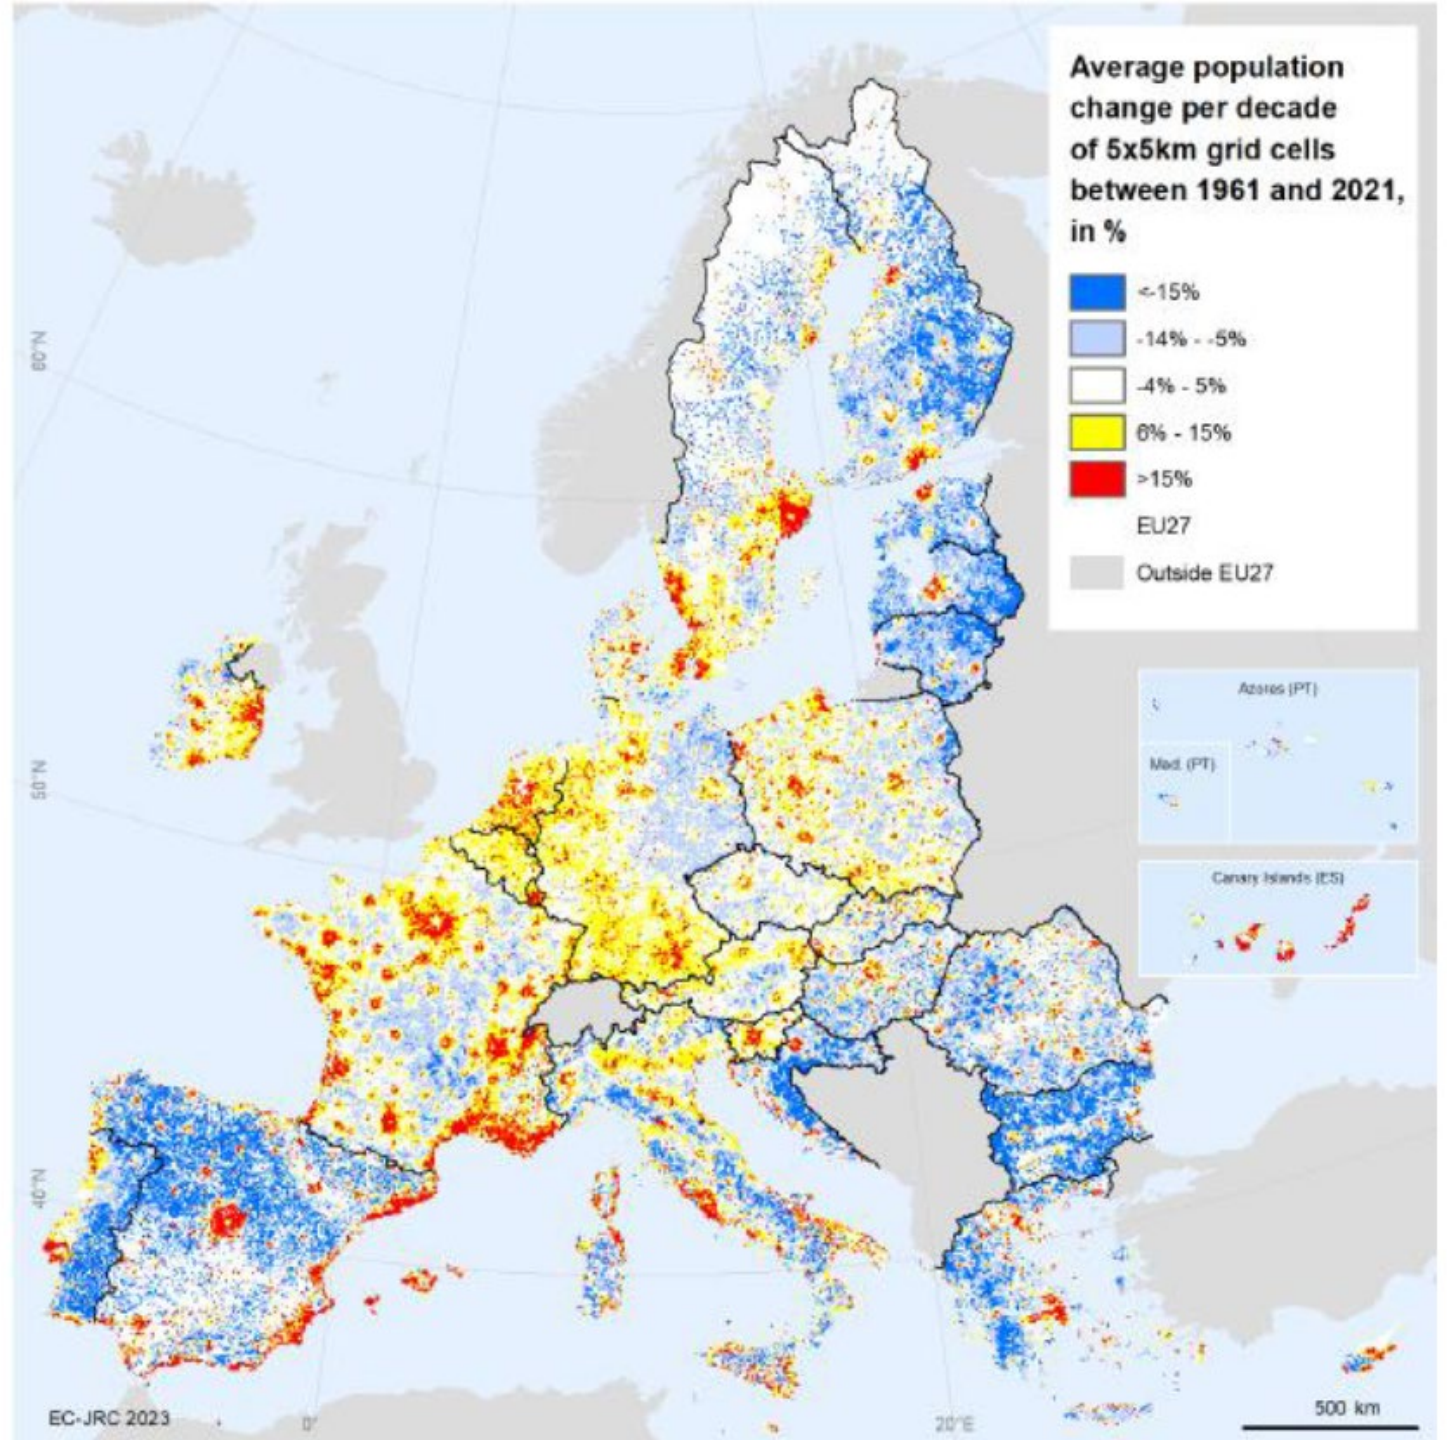 Average population
change per decade
of 5x5km grid cells
between 1961 and 2021,
in %
<-15%
-14% - -5%
-4% - 5%
6% - 15%
>15%
EU27
Outside EU27
60°N
50°N
40°N
Azores (PT)
Mad. (PT)
Canary Islands (ES)
EC-JRC 2023
0°
20°E
500 km